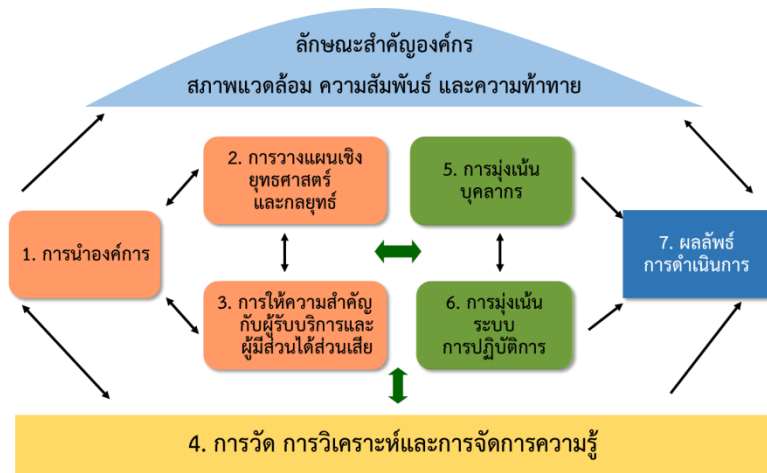 ลักษณะสำคัญองค์กร
สภาพแวดล้อม ความสัมพันธ์ และความท้าทาย
1. การนำองค์การ
2. การวางแผนเชิง
ยุทธศาสตร์
และกลยุทธ์
3. การให้ความสำคัญ
กับผู้รับบริการและ
ผู้มีส่วนได้ส่วนเสีย
5. การมุ่งเน้น
บุคลากร
6. การมุ่งเน้น
ระบบ
การปฏิบัติการ
7. ผลลัพธ์
การดำเนินการ
4. การวัด การวิเคราะห์และการจัดการความรู้